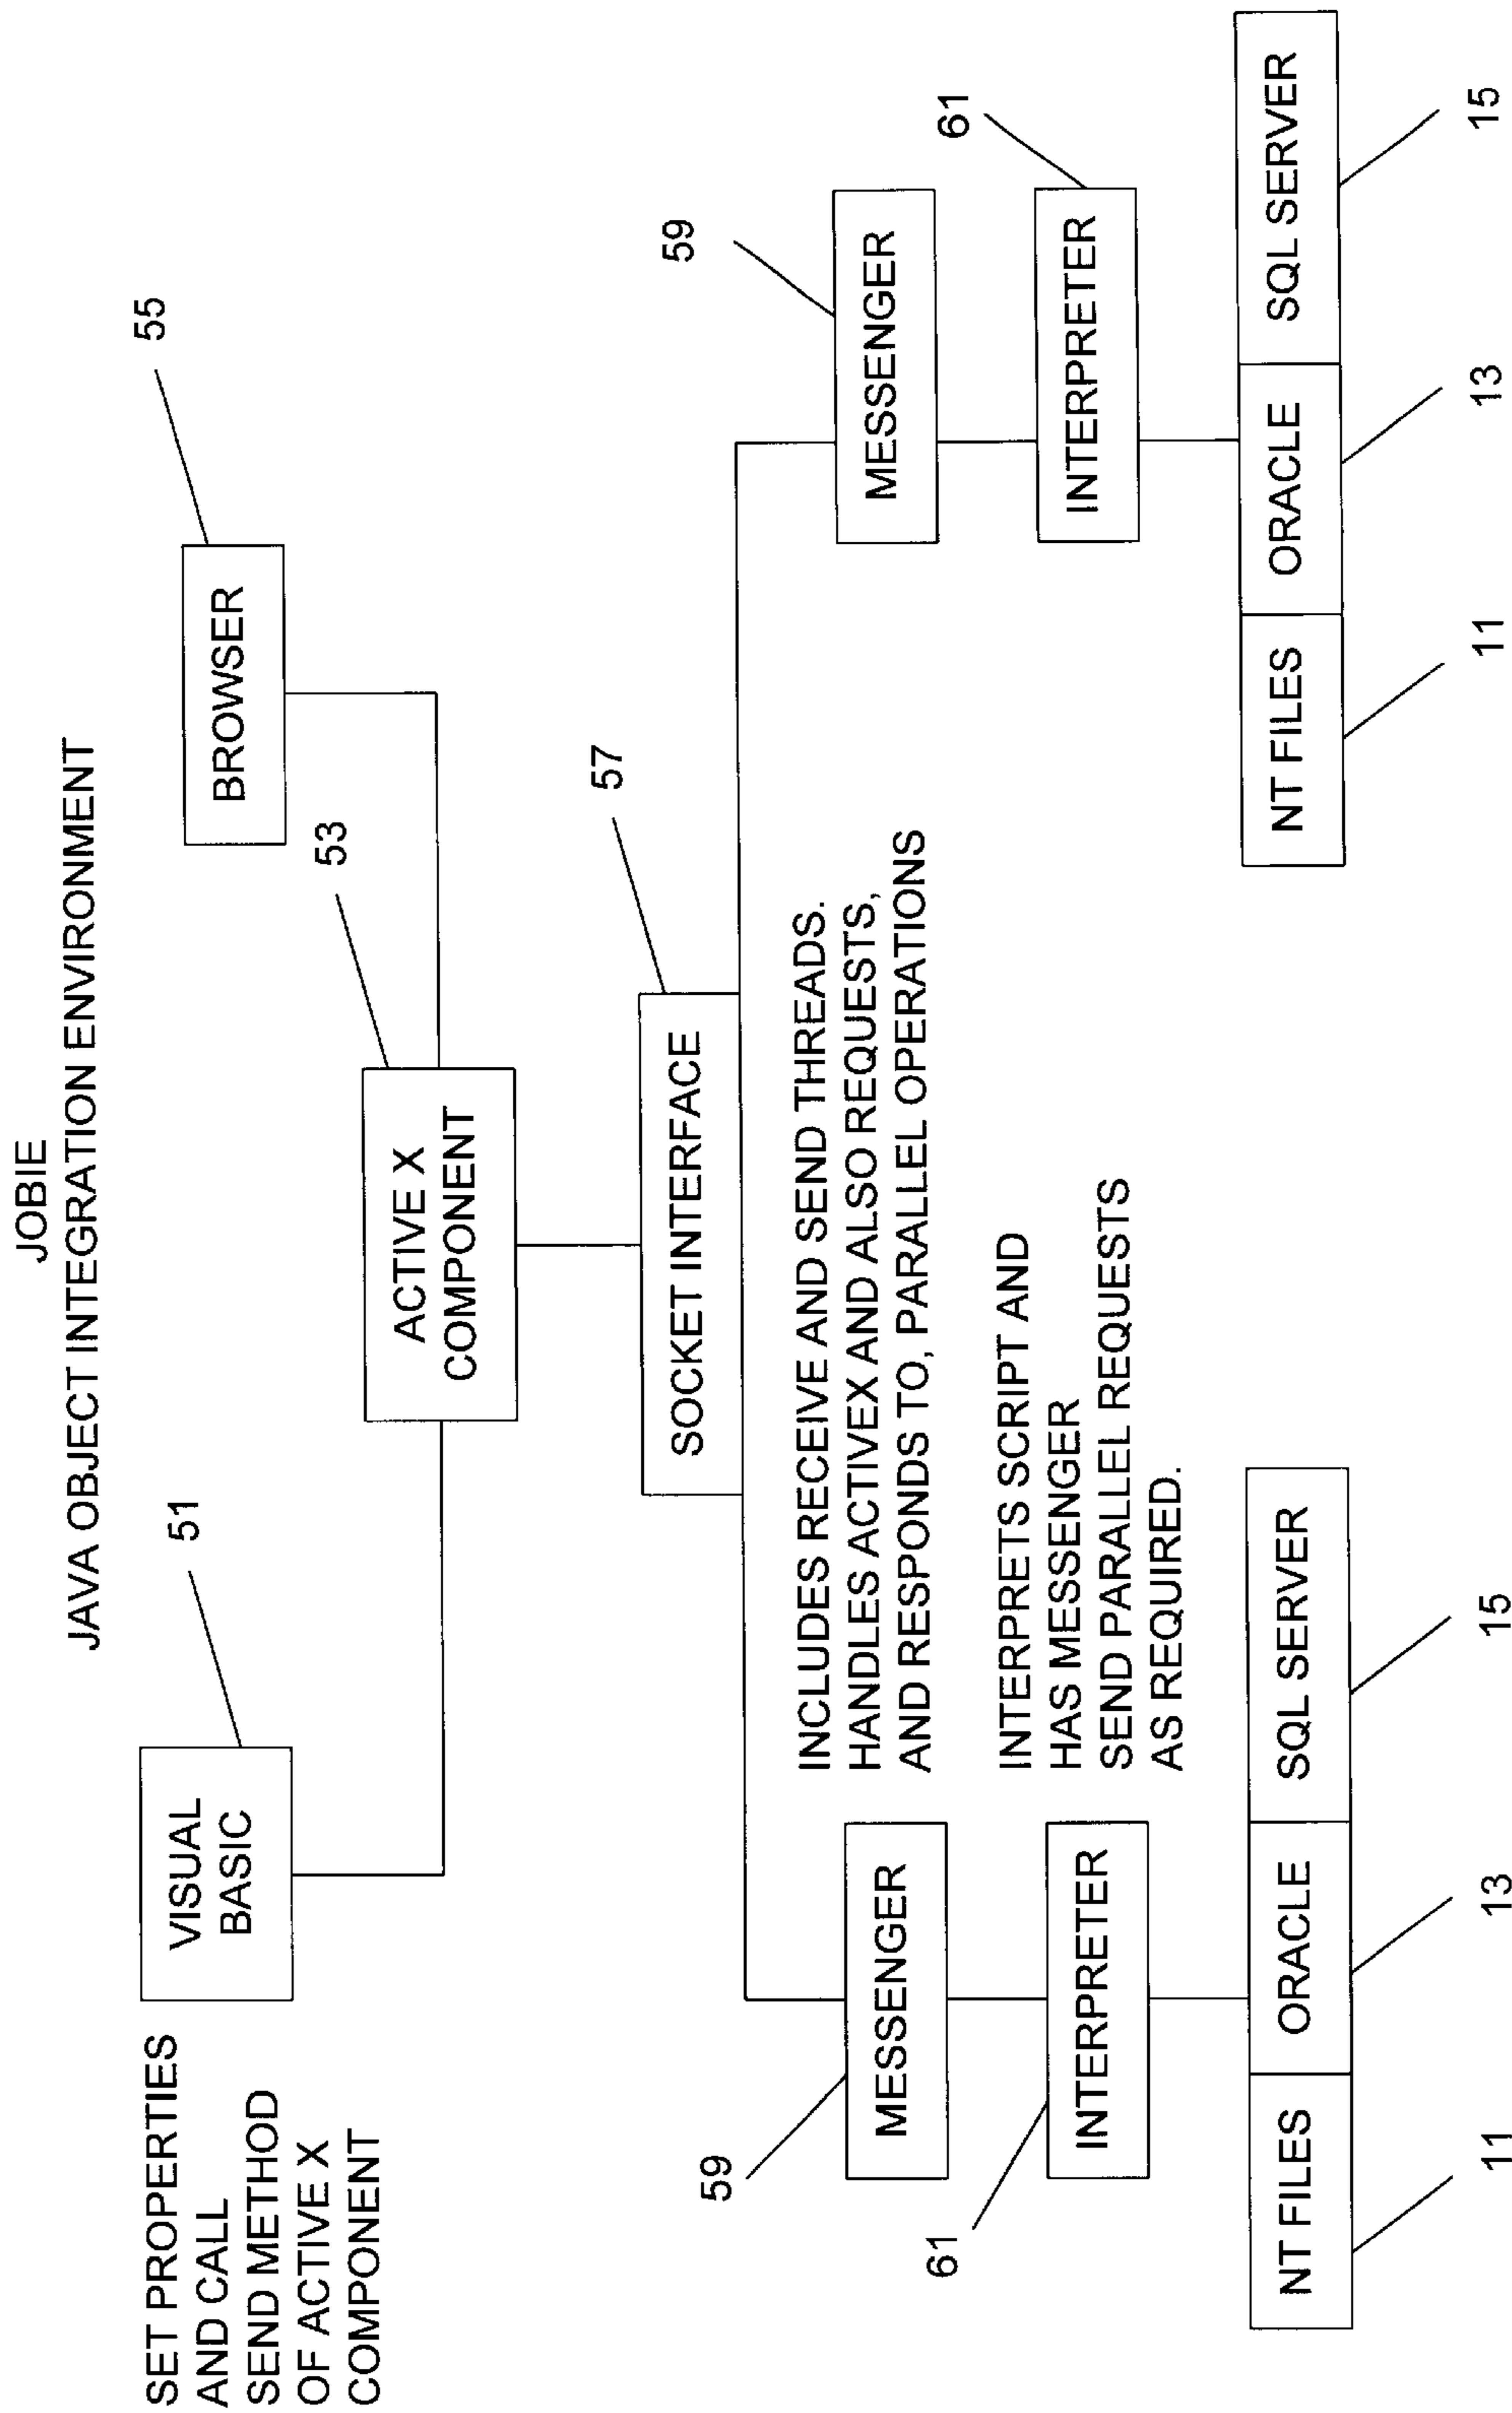 JOBIE
JAVA OBJECT INTEGRATION ENVIRONMENT
SET PROPERTIES
AND CALL
SEND METHOD
OF ACTIVE X
COMPONENT
VISUAL
BASIC
51
ACTIVE X
COMPONENT
53
BROWSER
55
SOCKET INTERFACE
57
INCLUDES RECEIVE AND SEND THREADS.
HANDLES ACTIVEX AND ALSO REQUESTS,
AND RESPONDS TO, PARALLEL OPERATIONS
59
MESSENGER
MESSENGER
59
INTERPRETS SCRIPT AND
HAS MESSENGER
SEND PARALLEL REQUESTS
AS REQUIRED.
61
INTERPRETER
INTERPRETER
61
NT FILES
ORACLE
SQL SERVER
11
13
15
NT FILES
ORACLE
SQL SERVER
11
13
15